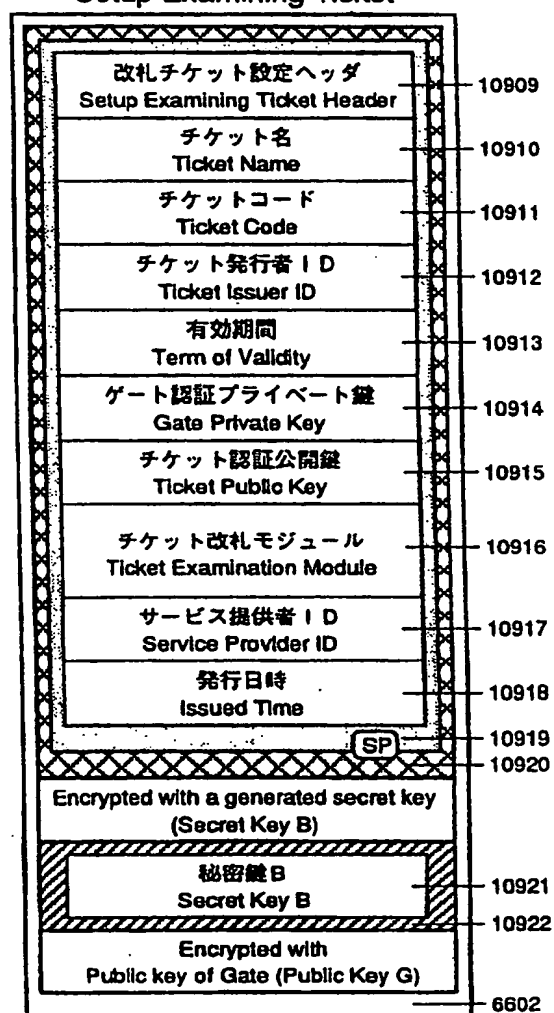 Setup Examining Ticket
改札チケット設定ヘッダ
Setup Examining Ticket Header
10909
チケット名
Ticket Name
10910
チケットコード
Ticket Code
10911
チケット発行者ID
Ticket Issuer ID
10912
有効期間
Term of Validity
10913
ゲート認証プライベート鍵
Gate Private Key
10914
チケット認証公開鍵
Ticket Public Key
10915
チケット改札モジュール
Ticket Examination Module
10916
サービス提供者ID
Service Provider ID
10917
発行日時
Issued Time
10918
SP
10919
10920
Encrypted with a generated secret key
(Secret Key B)
秘密鍵B
Secret Key B
10921
10922
Encrypted with
Public key of Gate (Public Key G)
6602